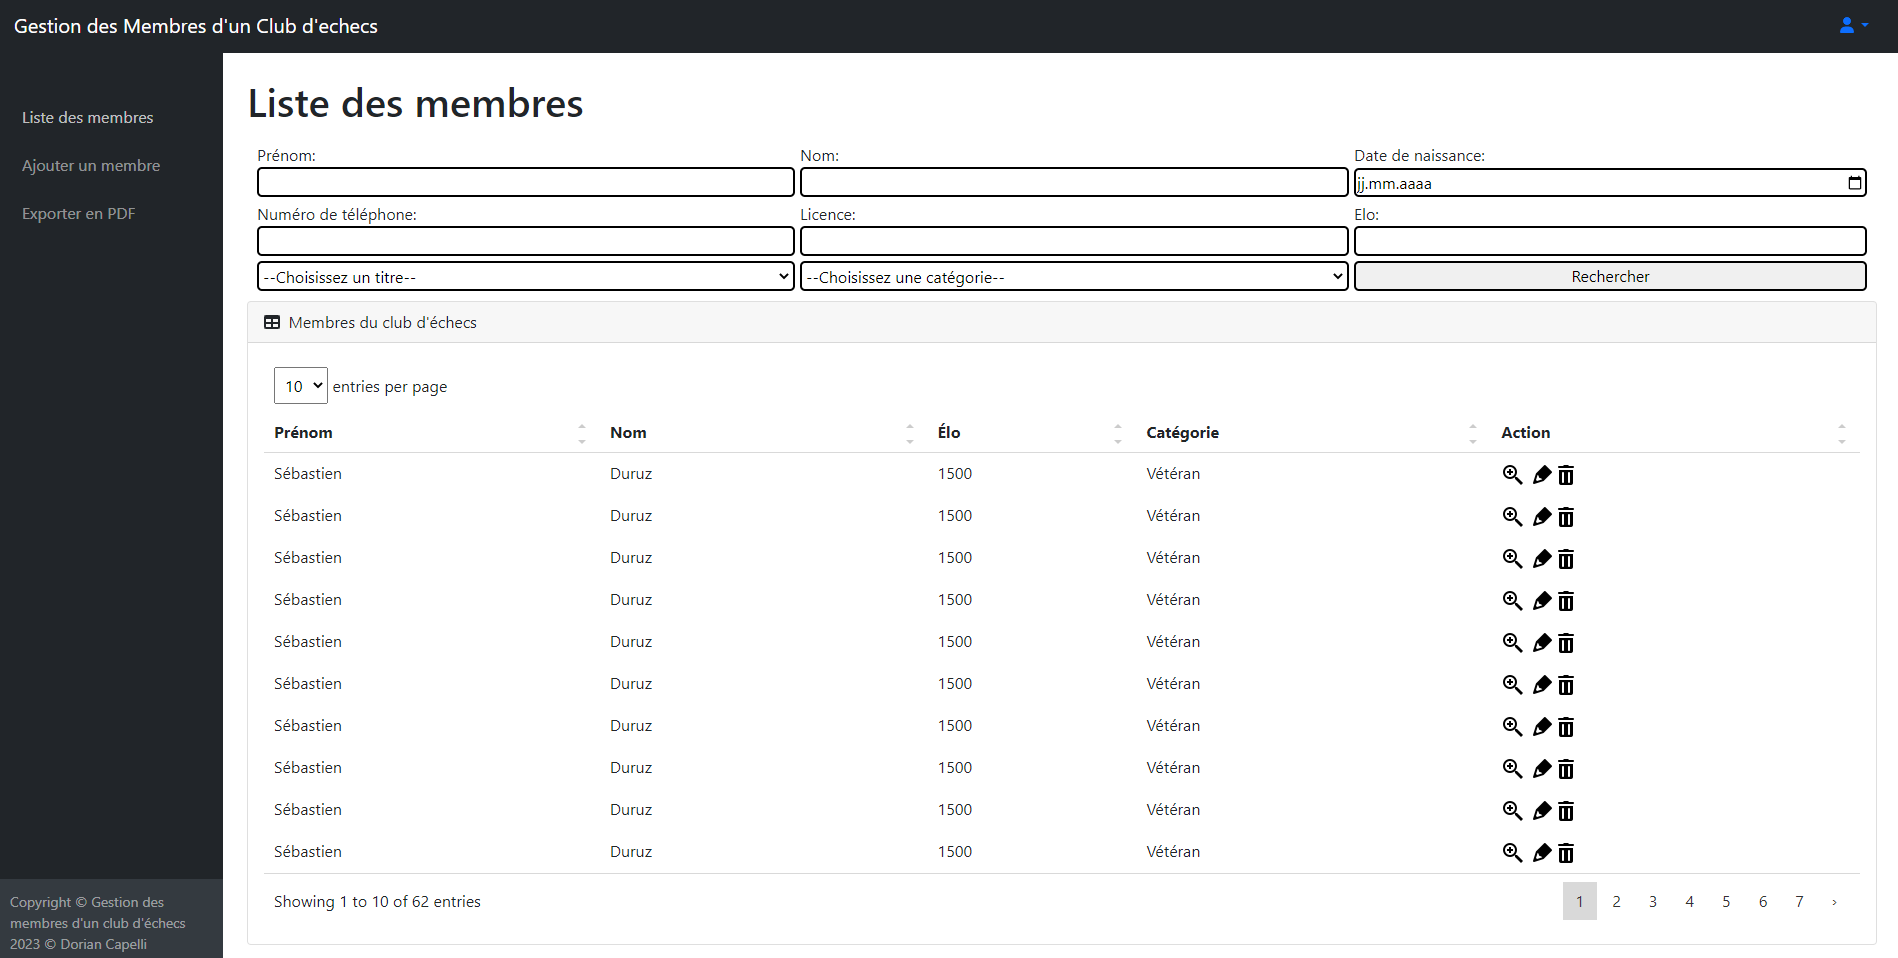 Gestion des Membres d'un Club d'echecs
Liste des membres
Ajouter un membre
Exporter en PDF
Liste des membres
Prénom: Nom: Date de naissance:
jj.mm.aaaa
Numéro de téléphone: Licence: Elo:
--Choisissez un titre-- --Choisissez une catégorie-- Rechercher
Membres du club d'échecs
10 entries per page
Prénom Nom Élo Catégorie Action
Sébastien Duruz 1500 Vétéran
Sébastien Duruz 1500 Vétéran
Sébastien Duruz 1500 Vétéran
Sébastien Duruz 1500 Vétéran
Sébastien Duruz 1500 Vétéran
Sébastien Duruz 1500 Vétéran
Sébastien Duruz 1500 Vétéran
Sébastien Duruz 1500 Vétéran
Sébastien Duruz 1500 Vétéran
Sébastien Duruz 1500 Vétéran
Showing 1 to 10 of 62 entries 1 2 3 4 5 6 7 ›
Copyright © Gestion des
membres d'un club d'échecs
2023 © Dorian Capelli